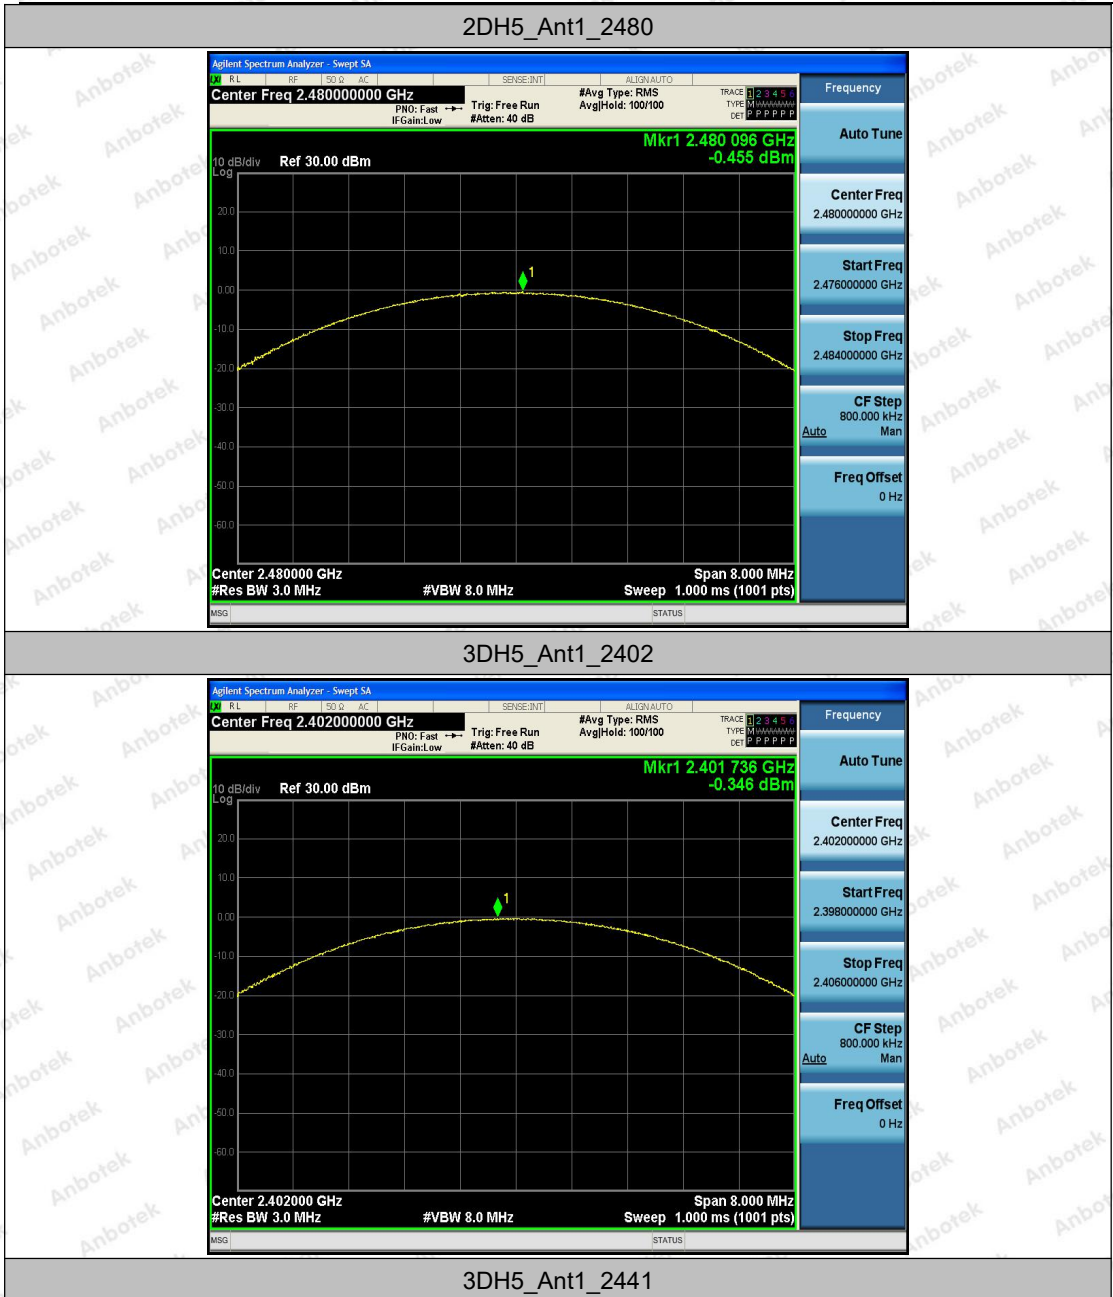 2DH5_Ant1_2480
Agilent Spectrum Analyzer - Swept SA
LXI RL RF 50 Ω AC SENSE:INT ALIGNAUTO
Center Freq 2.480000000 GHz
PNO: Fast
IFGain:Low
Trig: Free Run
#Atten: 40 dB
#Avg Type: RMS
Avg|Hold: 100/100
TRACE 1 2 3 4 5 6
TYPE M
DET P P P P P P
Mkr1 2.480 096 GHz
-0.455 dBm
10 dB/div Ref 30.00 dBm
Log
20.0
10.0
0.00
-10.0
-20.0
-30.0
-40.0
-50.0
-60.0
1
Center 2.480000 GHz
Span 8.000 MHz
#Res BW 3.0 MHz #VBW 8.0 MHz Sweep 1.000 ms (1001 pts)
MSG STATUS
Frequency
Auto Tune
Center Freq
2.480000000 GHz
Start Freq
2.476000000 GHz
Stop Freq
2.484000000 GHz
CF Step
800.000 kHz
Auto Man
Freq Offset
0 Hz
3DH5_Ant1_2402
Agilent Spectrum Analyzer - Swept SA
LXI RL RF 50 Ω AC SENSE:INT ALIGNAUTO
Center Freq 2.402000000 GHz
PNO: Fast
IFGain:Low
Trig: Free Run
#Atten: 40 dB
#Avg Type: RMS
Avg|Hold: 100/100
TRACE 1 2 3 4 5 6
TYPE M
DET P P P P P P
Mkr1 2.401 736 GHz
-0.346 dBm
10 dB/div Ref 30.00 dBm
Log
20.0
10.0
0.00
-10.0
-20.0
-30.0
-40.0
-50.0
-60.0
1
Center 2.402000 GHz
Span 8.000 MHz
#Res BW 3.0 MHz #VBW 8.0 MHz Sweep 1.000 ms (1001 pts)
MSG STATUS
Frequency
Auto Tune
Center Freq
2.402000000 GHz
Start Freq
2.398000000 GHz
Stop Freq
2.406000000 GHz
CF Step
800.000 kHz
Auto Man
Freq Offset
0 Hz
3DH5_Ant1_2441
Anbotek